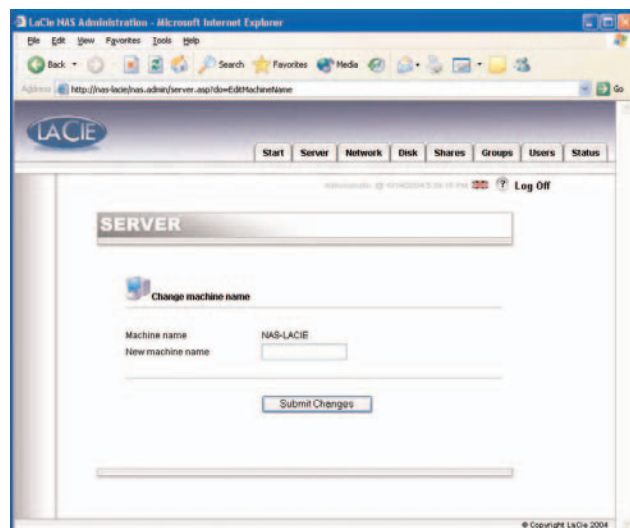 LaCie NAS Administration - Microsoft Internet Explorer
File Edit View Favorites Tools Help
Back Search Favorites Media
Address http://nas-lacie/nas.admin/server.asp?do=EditMachineName Go
LACIE
Start Server Network Disk Shares Groups Users Status
? Log Off
SERVER
Change machine name
Machine name NAS-LACIE
New machine name
Submit Changes
© Copyright LaCie 2004